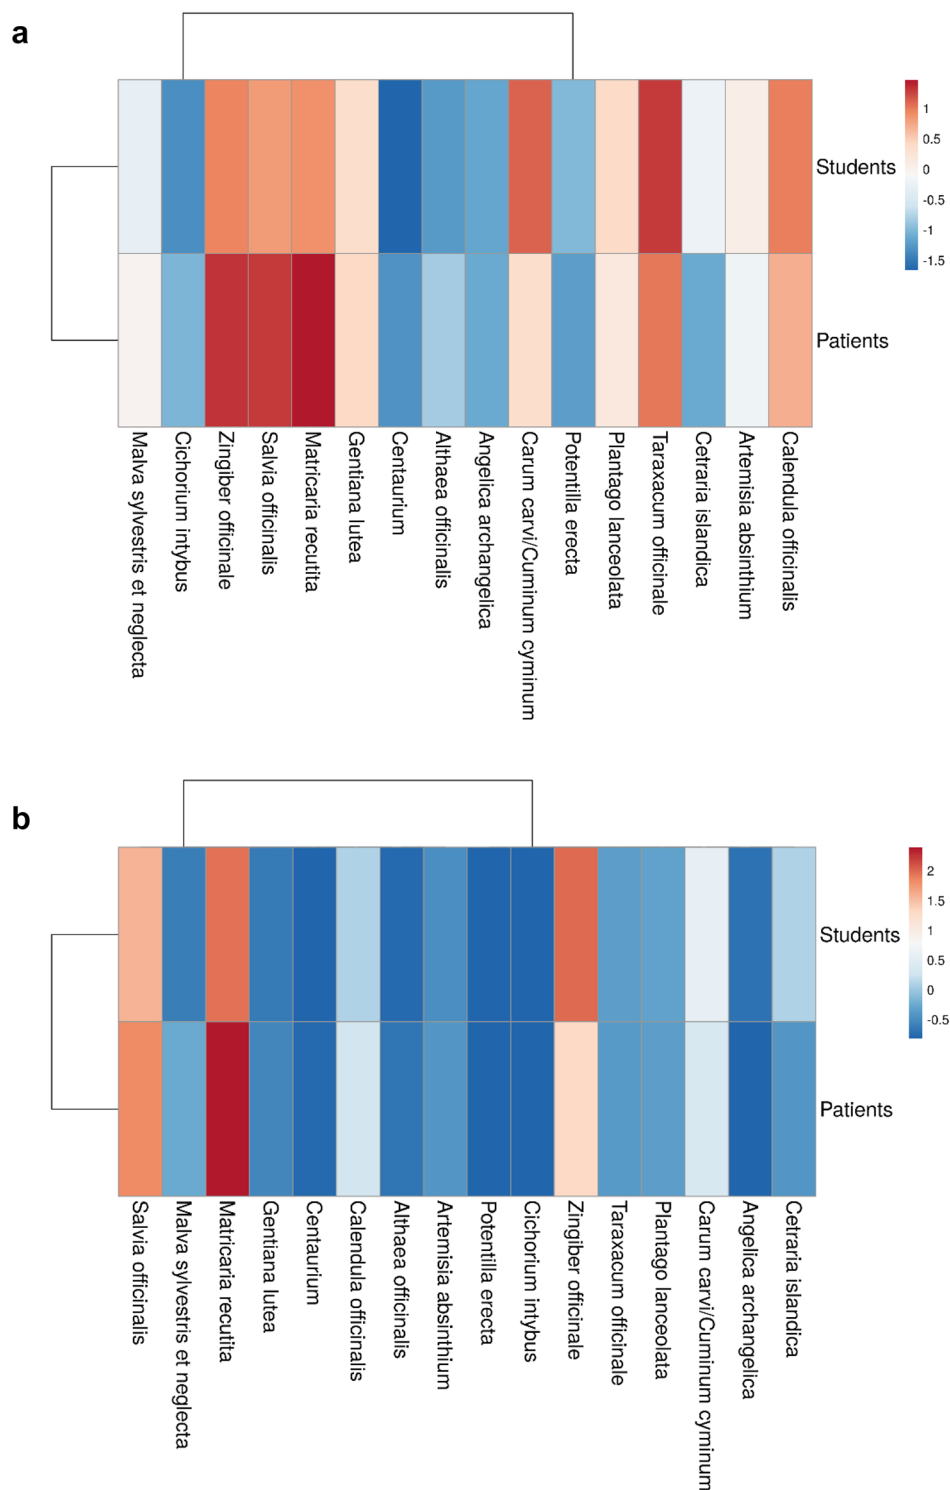 a
1
0.5
0
-0.5
-1
-1.5
Students
Patients
Malva sylvestris et neglecta
Cichorium intybus
Zingiber officinale
Salvia officinalis
Matricaria recutita
Gentiana lutea
Centaurium
Althaea officinalis
Angelica archangelica
Carum carvi/Cuminum cyminum
Potentilla erecta
Plantago lanceolata
Taraxacum officinale
Cetraria islandica
Artemisia absinthium
Calendula officinalis
b
2
1.5
1
0.5
0
-0.5
Students
Patients
Salvia officinalis
Malva sylvestris et neglecta
Matricaria recutita
Gentiana lutea
Centaurium
Calendula officinalis
Althaea officinalis
Artemisia absinthium
Potentilla erecta
Cichorium intybus
Zingiber officinale
Taraxacum officinale
Plantago lanceolata
Carum carvi/Cuminum cyminum
Angelica archangelica
Cetraria islandica